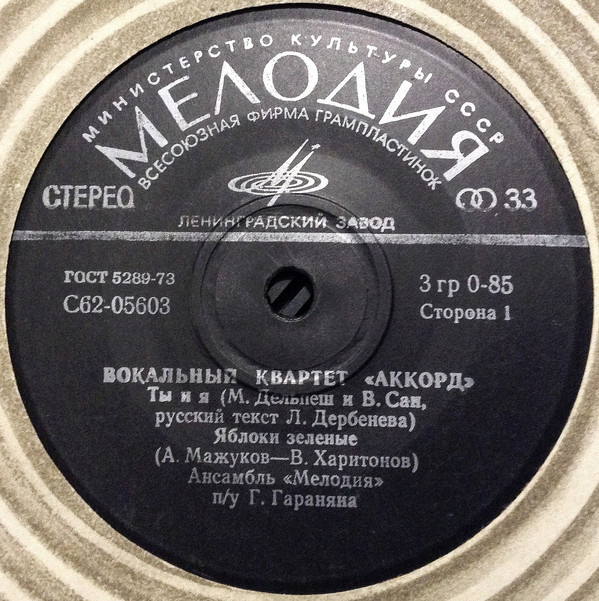 МИНИСТЕРСТВО КУЛЬТУРЫ СССР
МЕЛОДИЯ
ВСЕСОЮЗНАЯ ФИРМА ГРАМПЛАСТИНОК
СТЕРЕО
33
ЛЕНИНГРАДСКИЙ ЗАВОД
ГОСТ 5289-73
3 гр 0-85
С62-05603
Сторона 1
ВОКАЛЬНЫЙ КВАРТЕТ «АККОРД»
Ты и я (М. Дельпеш и В. Сан,
русский текст Л. Дербенева)
Яблоки зеленые
(А. Мажуков—В. Харитонов)
Ансамбль «Мелодия»
п/у Г. Гараняна